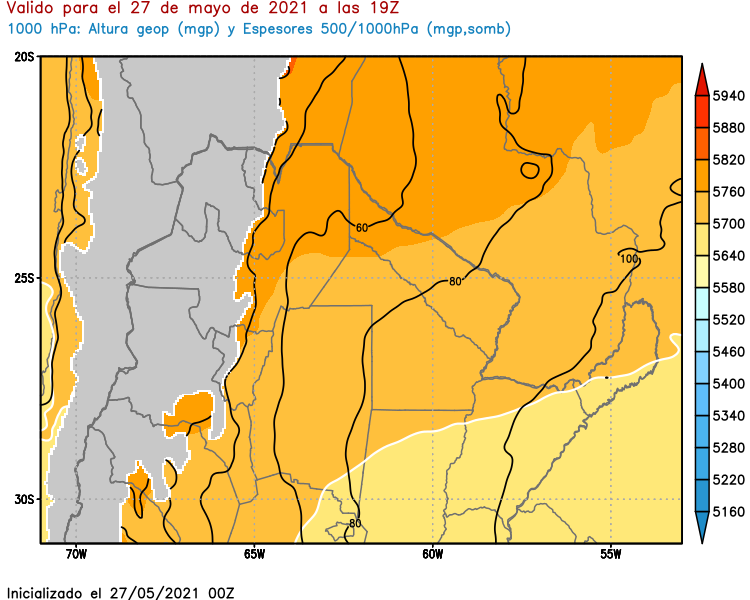 Valido para el 27 de mayo de 2021 a las 19Z
1000 hPa: Altura geop (mgp) y Espesores 500/1000hPa (mgp,somb)
20S
25S
30S
70W
65W
60W
55W
60
80
100
80
5940
5880
5820
5760
5700
5640
5580
5520
5460
5400
5340
5280
5220
5160
Inicializado el 27/05/2021 00Z